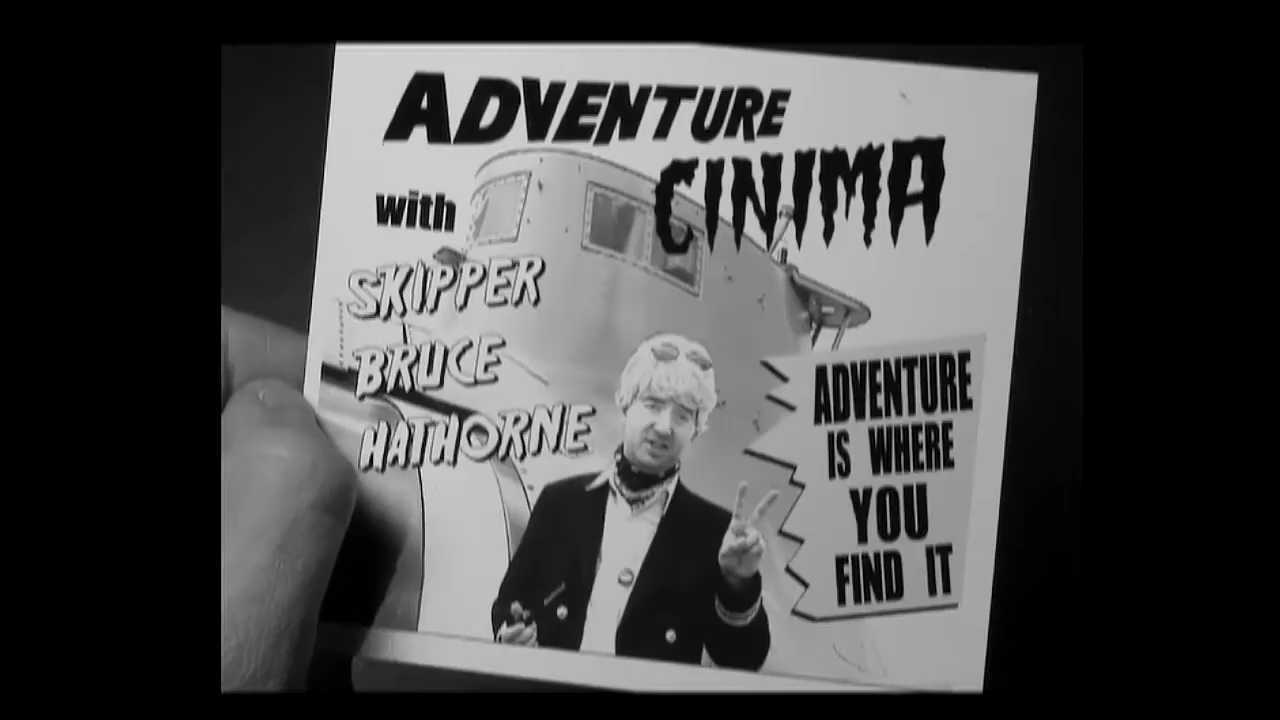 ADVENTURE
CINIMA
with
SKIPPER
BRUCE
HATHORNE
ADVENTURE
IS WHERE
YOU
FIND IT